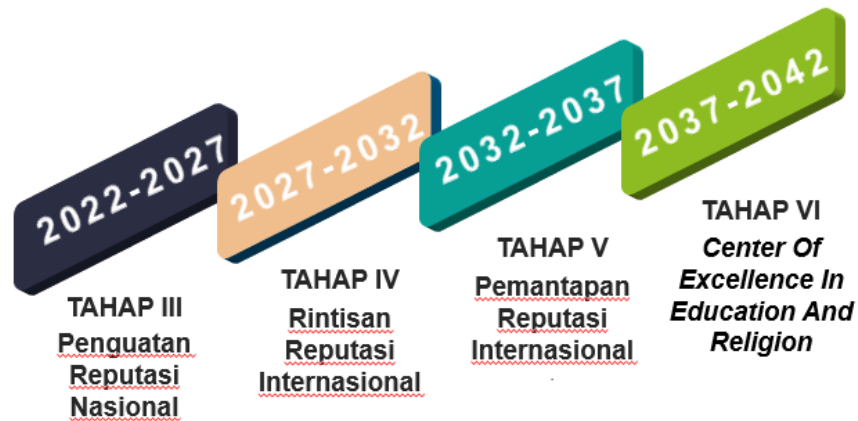 2022-2027
TAHAP III
Penguatan
Reputasi
Nasional
2027-2032
TAHAP IV
Rintisan
Reputasi
Internasional
2032-2037
TAHAP V
Pemantapan
Reputasi
Internasional
2037-2042
TAHAP VI
Center Of
Excellence In
Education And
Religion